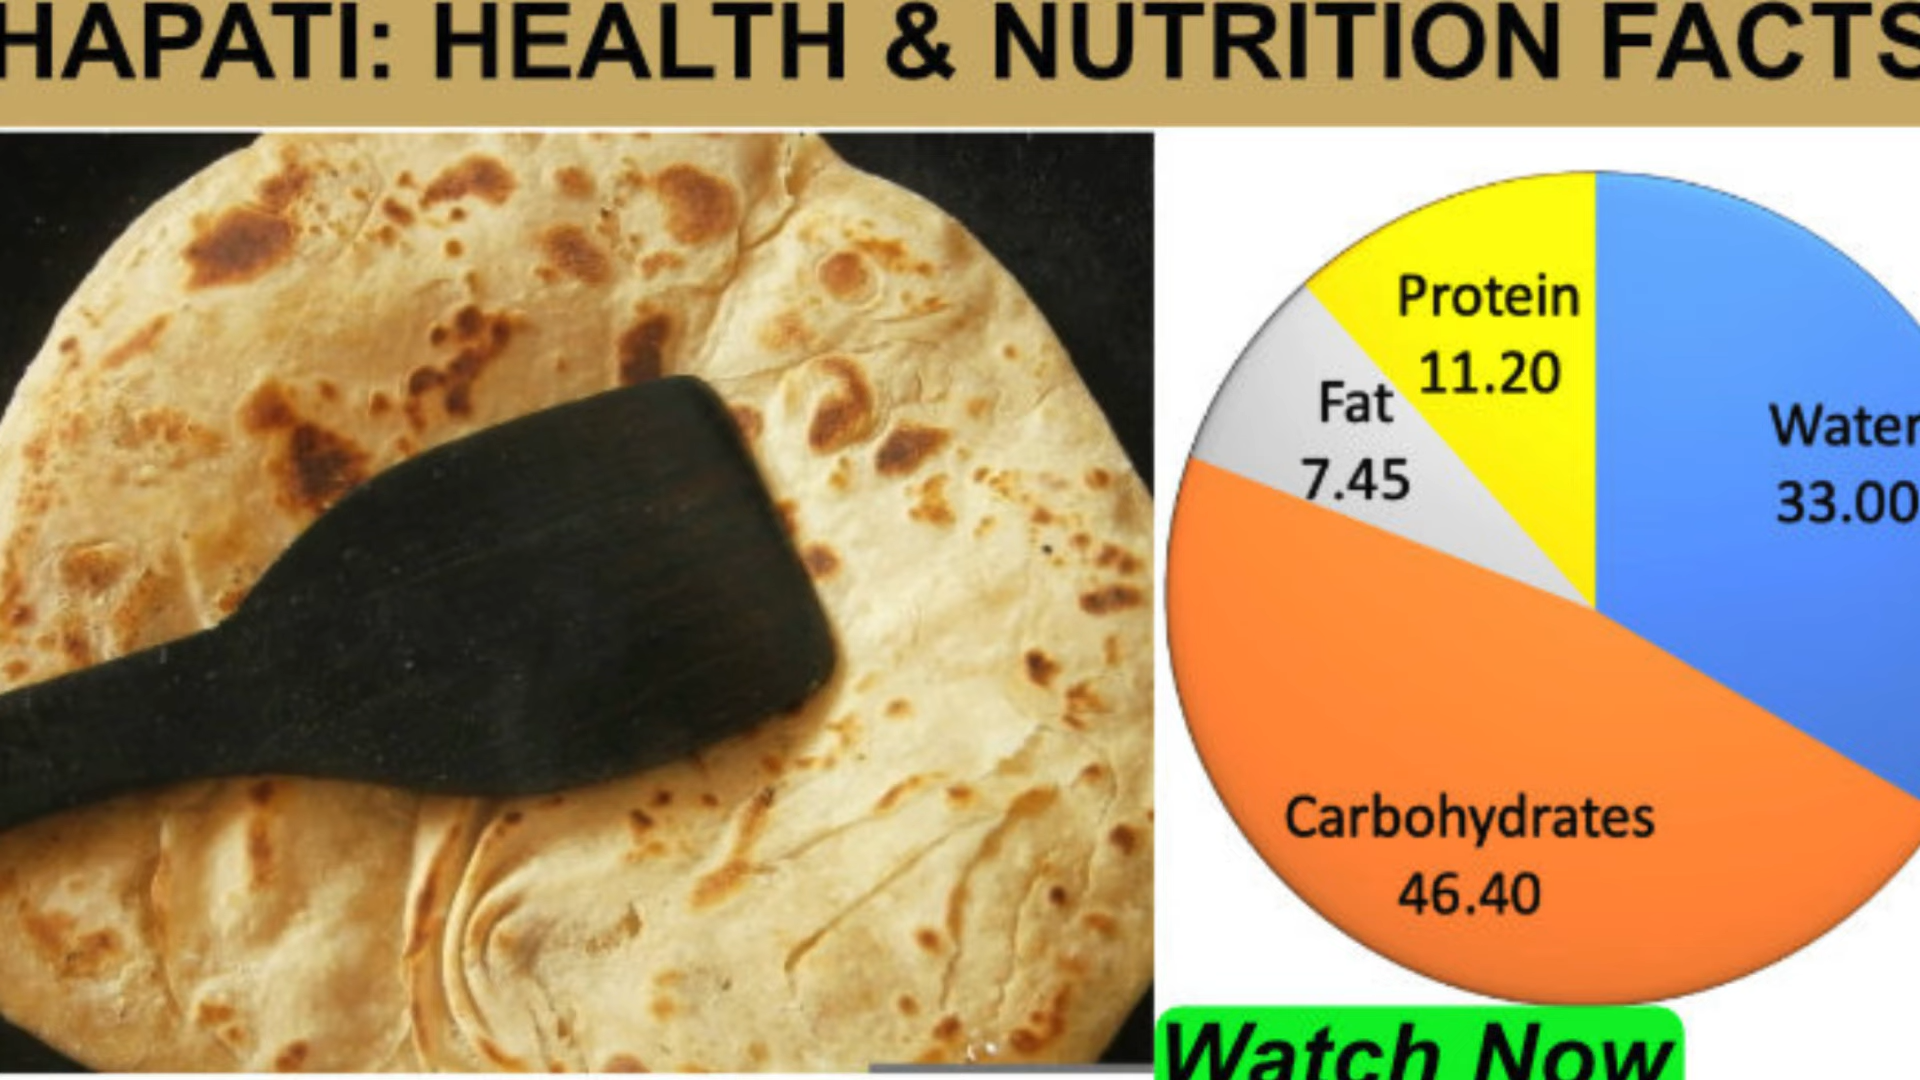 HAPATI: HEALTH & NUTRITION FACTS
Protein
11.20
Fat
7.45
Water
33.00
Carbohydrates
46.40
Watch Now